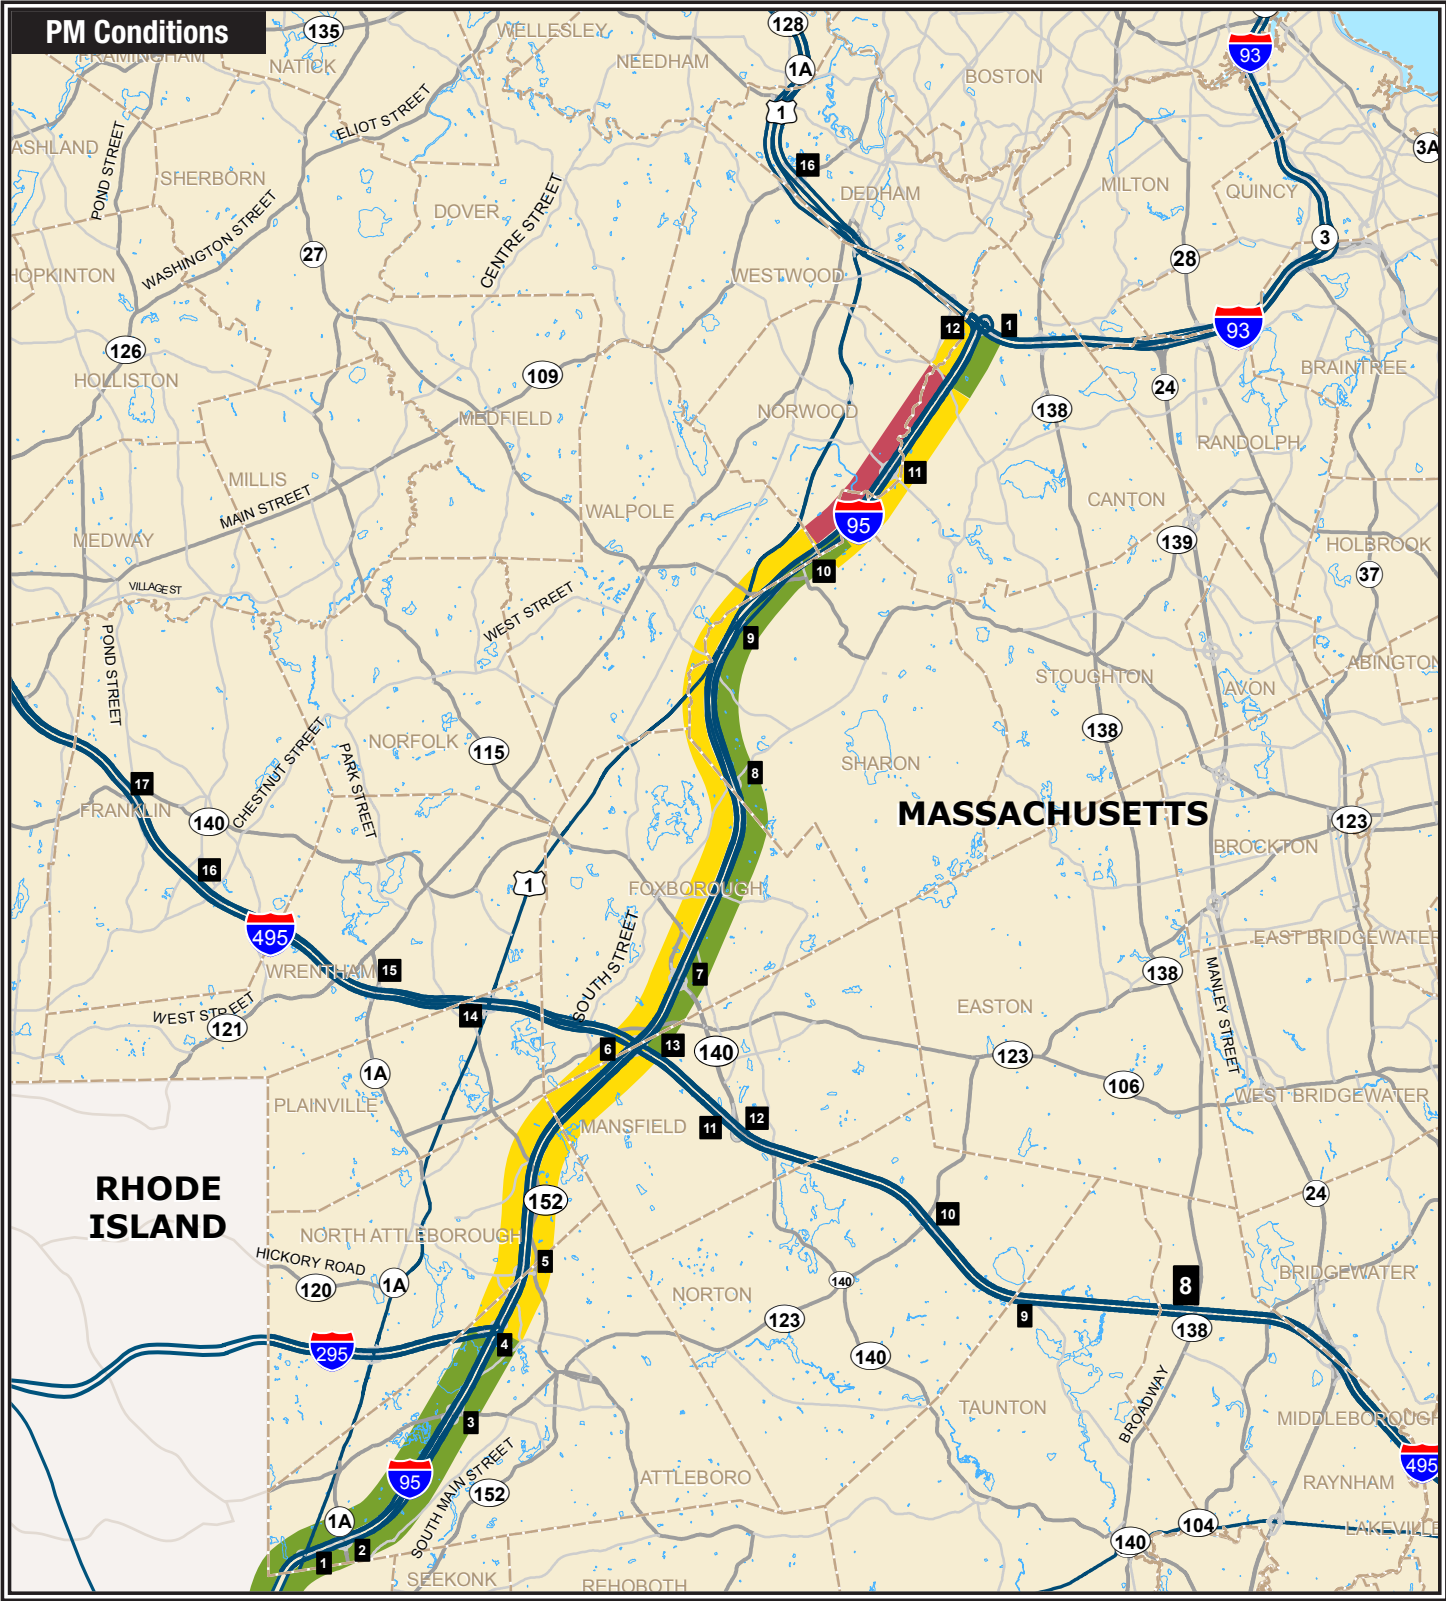 PM Conditions
135
WELLESLEY
128
93
FRAMINGHAM
NATICK
NEEDHAM
1A
BOSTON
1
ELIOT STREET
ASHLAND
POND STREET
SHERBORN
16
3A
DOVER
CENTRE STREET
DEDHAM
MILTON
QUINCY
WASHINGTON STREET
27
3
28
HOPKINTON
WESTWOOD
12
1
93
126
HOLLISTON
109
BRAINTREE
24
138
MEDFIELD
NORWOOD
RANDOLPH
11
MILLIS
MAIN STREET
WALPOLE
CANTON
95
MEDWAY
139
HOLBROOK
10
37
VILLAGE ST
WEST STREET
9
POND STREET
ABINGTON
STOUGHTON
AVON
138
NORFOLK
115
CHESTNUT STREET
PARK STREET
SHARON
8
17
FRANKLIN
140
MASSACHUSETTS
123
BROCKTON
16
1
FOXBOROUGH
495
SOUTH STREET
EAST BRIDGEWATER
WRENTHAM
15
7
138
MANLEY STREET
WEST STREET
121
14
EASTON
6
13
140
123
1A
106
PLAINVILLE
WEST BRIDGEWATER
MANSFIELD
11
12
RHODE
ISLAND
152
24
10
NORTH ATTLEBOROUGH
HICKORY ROAD
5
120
1A
140
8
BRIDGEWATER
NORTON
123
9
138
295
4
140
BROADWAY
TAUNTON
MIDDLEBOROUGH
3
95
SOUTH MAIN STREET
ATTLEBORO
152
495
RAYNHAM
1A
104
LAKEVILLE
140
1
2
SEEKONK
REHOBOTH